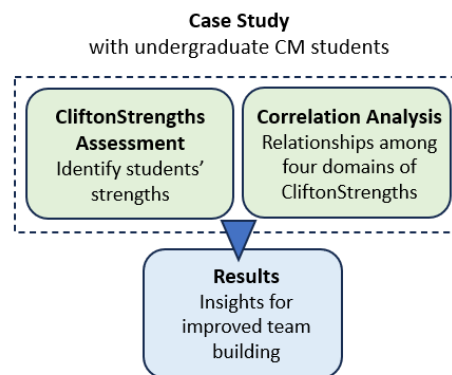 Case Study
with undergraduate CM students
CliftonStrengths
Assessment
Identify students’
strengths
Correlation Analysis
Relationships among
four domains of
CliftonStrengths
Results
Insights for
improved team
building